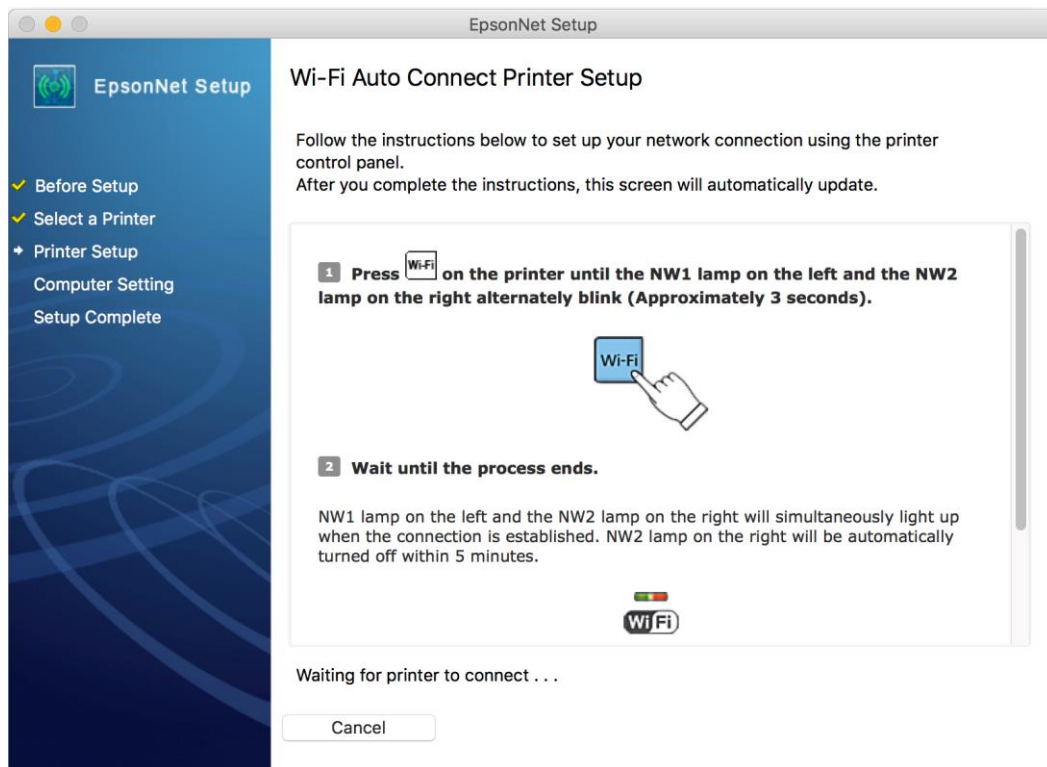 EpsonNet Setup
EpsonNet Setup
Before Setup
Select a Printer
Printer Setup
Computer Setting
Setup Complete
Wi-Fi Auto Connect Printer Setup
Follow the instructions below to set up your network connection using the printer
control panel.
After you complete the instructions, this screen will automatically update.
1 Press Wi-Fi on the printer until the NW1 lamp on the left and the NW2
lamp on the right alternately blink (Approximately 3 seconds).
Wi-Fi
2 Wait until the process ends.
NW1 lamp on the left and the NW2 lamp on the right will simultaneously light up
when the connection is established. NW2 lamp on the right will be automatically
turned off within 5 minutes.
WiFi
Waiting for printer to connect . . .
Cancel